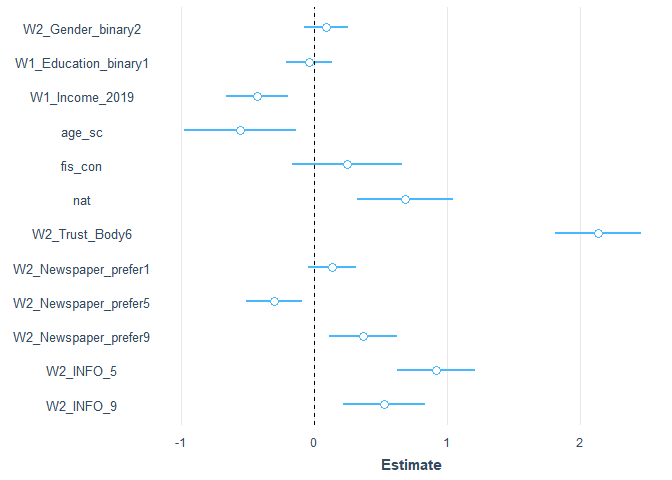 W2_Gender_binary2
W1_Education_binary1
W1_Income_2019
age_sc
fis_con
nat
W2_Trust_Body6
W2_Newspaper_prefer1
W2_Newspaper_prefer5
W2_Newspaper_prefer9
W2_INFO_5
W2_INFO_9
-1 0 1 2
Estimate